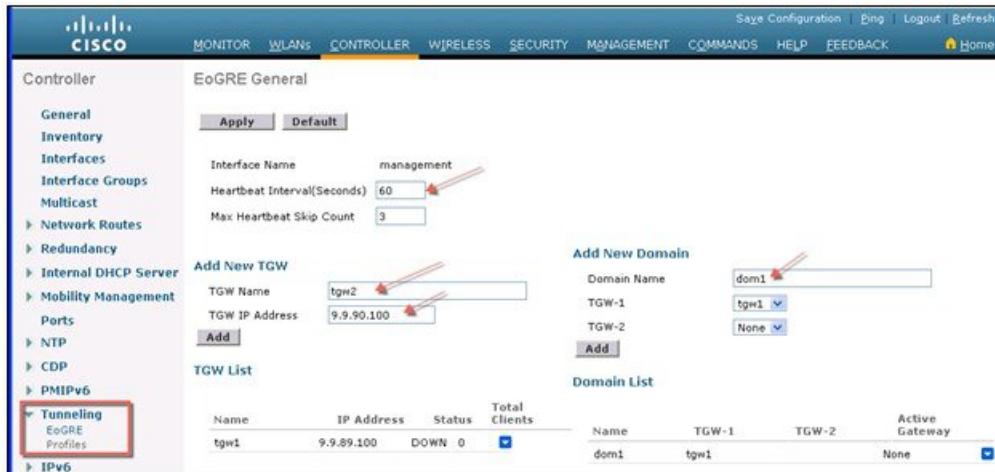 Save Configuration | Ping | Logout | Refresh
CISCO
MONITOR WLANs CONTROLLER WIRELESS SECURITY MANAGEMENT COMMANDS HELP FEEDBACK Home
Controller
General
Inventory
Interfaces
Interface Groups
Multicast
Network Routes
Redundancy
Internal DHCP Server
Mobility Management
Ports
NTP
CDP
PMIPv6
Tunneling
EoGRE
Profiles
IPv6
EoGRE General
Apply Default
Interface Name management
Heartbeat Interval(Seconds) 60
Max Heartbeat Skip Count 3
Add New TGW
TGW Name tgw2
TGW IP Address 9.9.90.100
Add
TGW List
Name IP Address Status Total Clients
tgw1 9.9.89.100 DOWN 0
Add New Domain
Domain Name dom1
TGW-1 tgw1
TGW-2 None
Add
Domain List
Name TGW-1 TGW-2 Active Gateway
dom1 tgw1 None